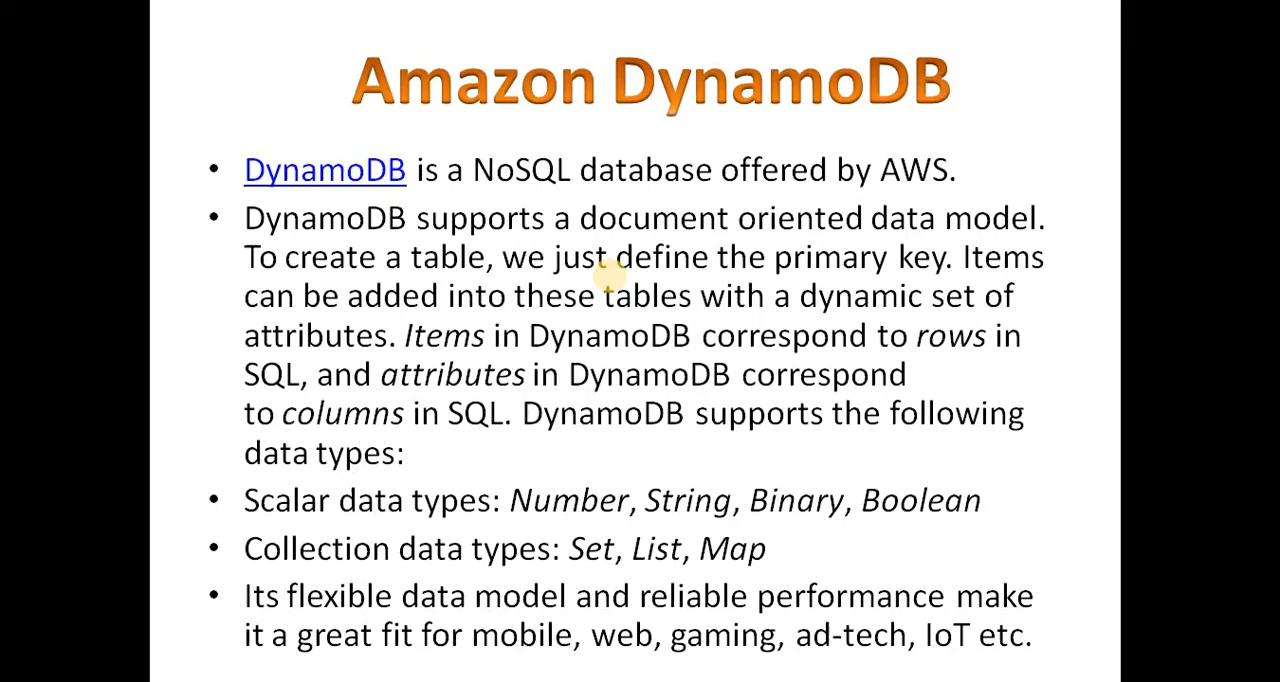 Amazon DynamoDB
• DynamoDB is a NoSQL database offered by AWS.
• DynamoDB supports a document oriented data model.
To create a table, we just define the primary key. Items
can be added into these tables with a dynamic set of
attributes. Items in DynamoDB correspond to rows in
SQL, and attributes in DynamoDB correspond
to columns in SQL. DynamoDB supports the following
data types:
• Scalar data types: Number, String, Binary, Boolean
• Collection data types: Set, List, Map
• Its flexible data model and reliable performance make
it a great fit for mobile, web, gaming, ad-tech, IoT etc.